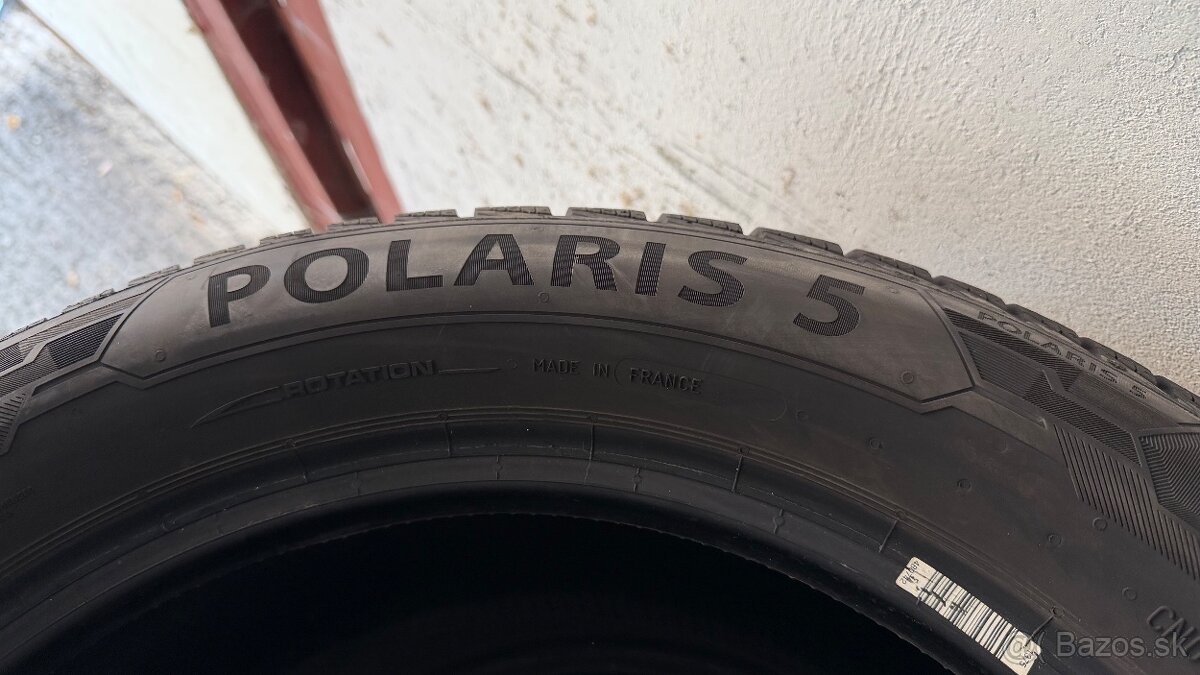 POLARIS 5
POLARIS 5
ROTATION
MADE IN FRANCE
Bazos.sk